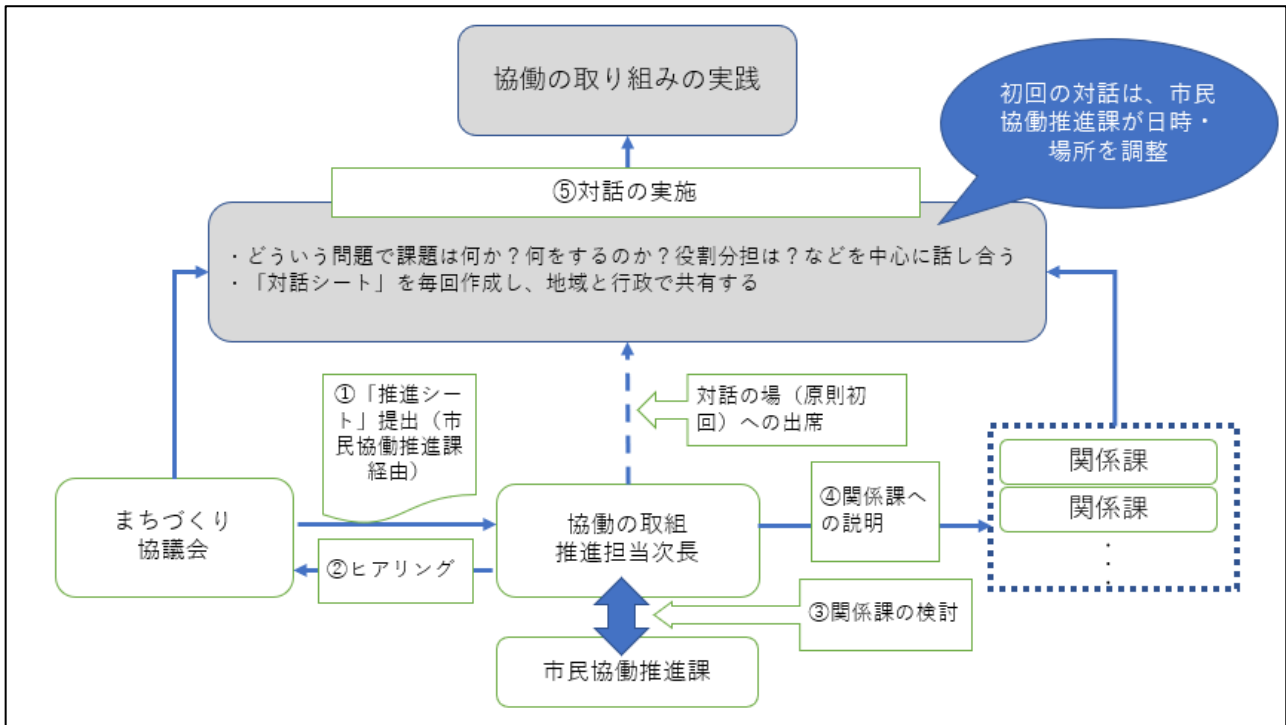 協働の取り組みの実践
初回の対話は、市民
協働推進課が日時・
場所を調整
⑤対話の実施
・どういう問題で課題は何か？何をするのか？役割分担は？などを中心に話し合う
・「対話シート」を毎回作成し、地域と行政で共有する
①「推進シー
ト」提出（市
民協働推進課
経由）
対話の場（原則初
回）への出席
関係課
関係課
・
・
・
まちづくり
協議会
協働の取組
推進担当次長
④関係課へ
の説明
②ヒアリング
③関係課の検討
市民協働推進課